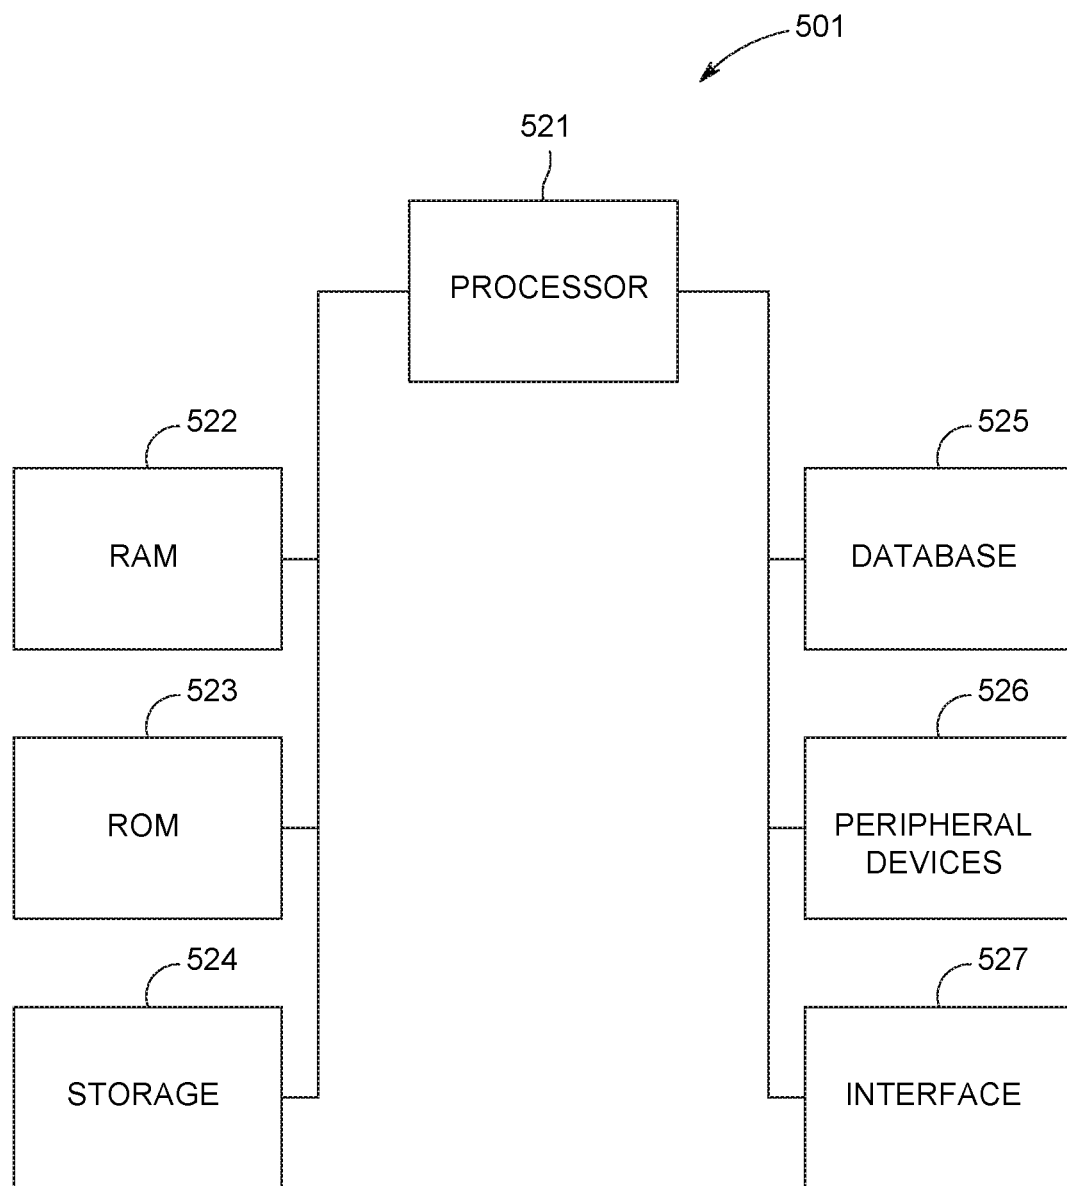 501
521
PROCESSOR
522
525
RAM
DATABASE
523
526
ROM
PERIPHERAL
DEVICES
524
527
STORAGE
INTERFACE